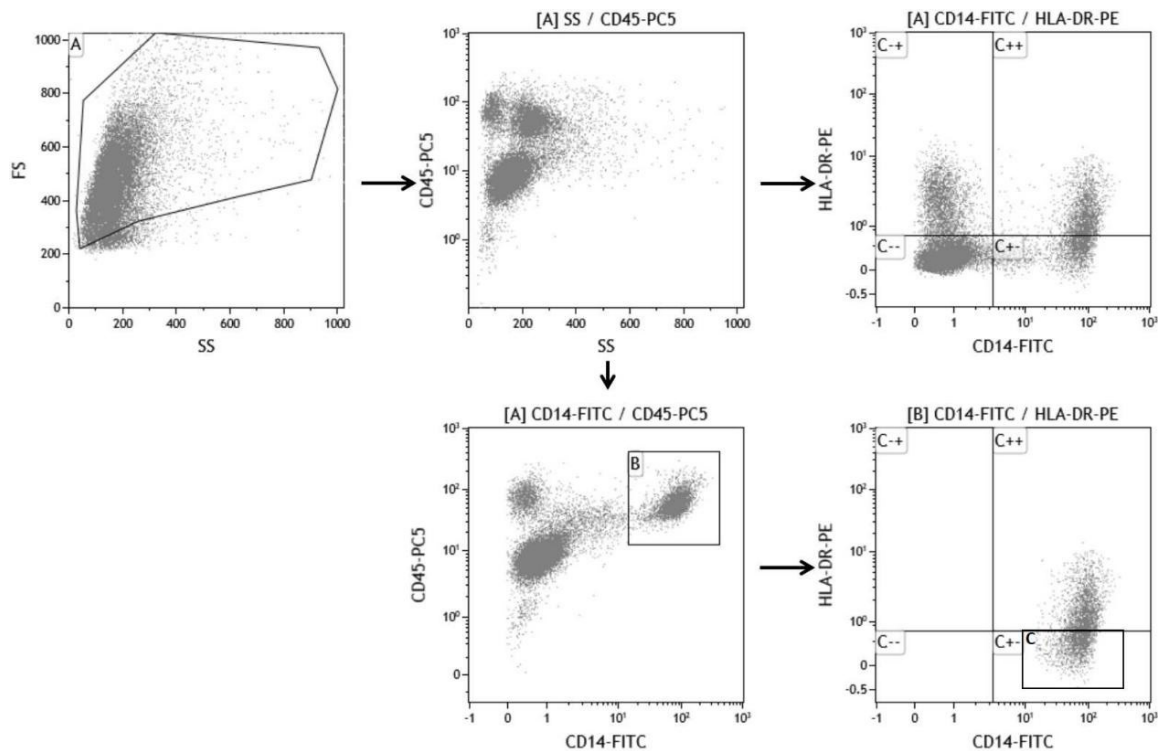 A
1000
800
600
400
200
0
FS
0 200 400 600 800 1000
SS
[A] SS / CD45-PC5
10³
10²
10¹
10⁰
CD45-PC5
0 200 400 600 800 1000
SS
[A] CD14-FITC / HLA-DR-PE
C-+ C++
C-- C+-
10³
10²
10¹
10⁰
0
-0.5
HLA-DR-PE
-1 0 1 10¹ 10² 10³
CD14-FITC
[A] CD14-FITC / CD45-PC5
B
10³
10²
10¹
10⁰
0
CD45-PC5
-1 0 1 10¹ 10² 10³
CD14-FITC
[B] CD14-FITC / HLA-DR-PE
C-+ C++
C-- C+- C
10³
10²
10¹
10⁰
0
-0.5
HLA-DR-PE
-1 0 1 10¹ 10² 10³
CD14-FITC